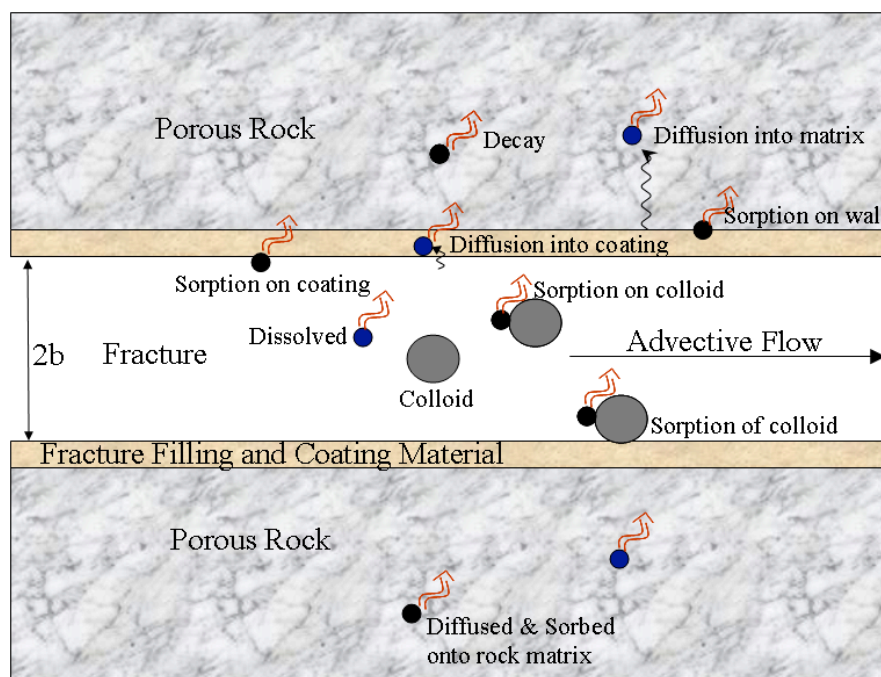 Porous Rock
Decay
Diffusion into matrix
Sorption on wal
Diffusion into coating
Sorption on coating
Sorption on colloid
Dissolved
2b
Fracture
Advective Flow
Colloid
Sorption of colloid
Fracture Filling and Coating Material
Porous Rock
Diffused & Sorbed
onto rock matrix